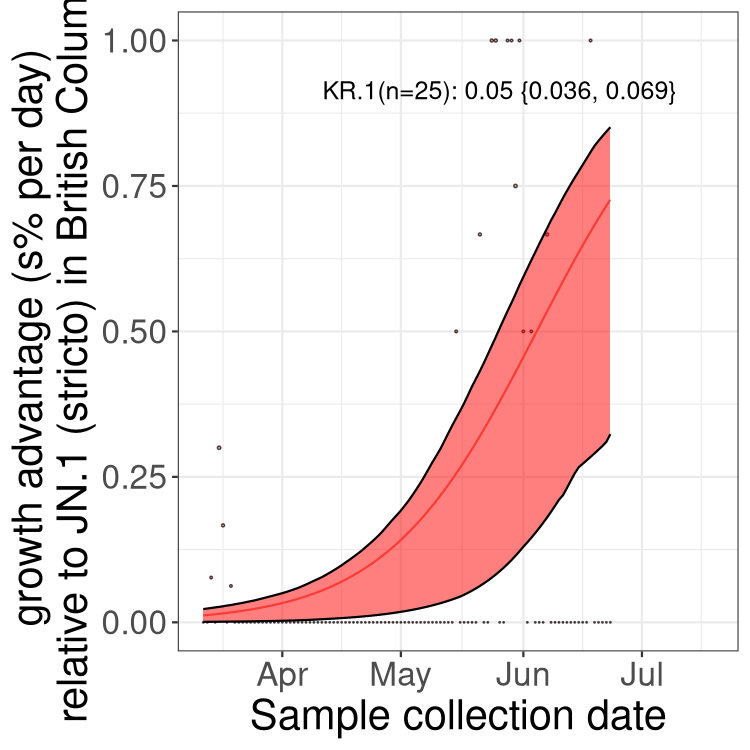 growth advantage (s% per day)
relative to JN.1 (stricto) in British Colum
1.00
0.75
0.50
0.25
0.00
KR.1(n=25): 0.05 {0.036, 0.069}
Apr May Jun Jul
Sample collection date